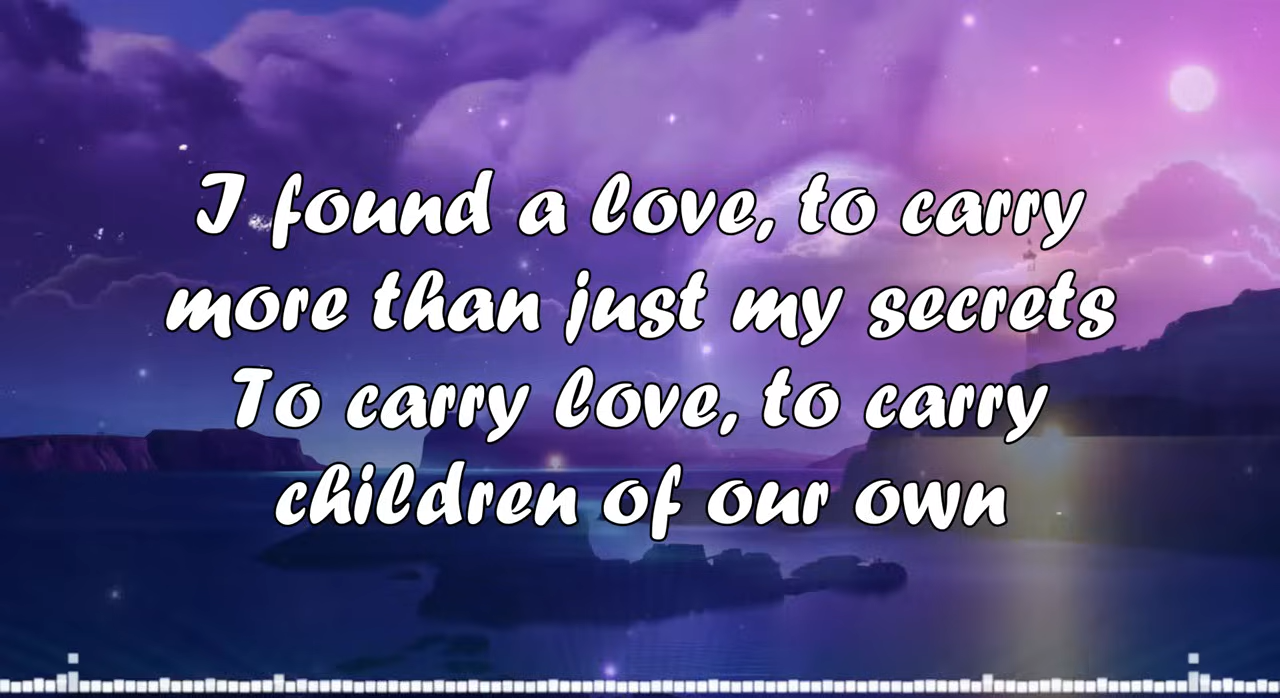 I found a love, to carry
more than just my secrets
To carry love, to carry
children of our own